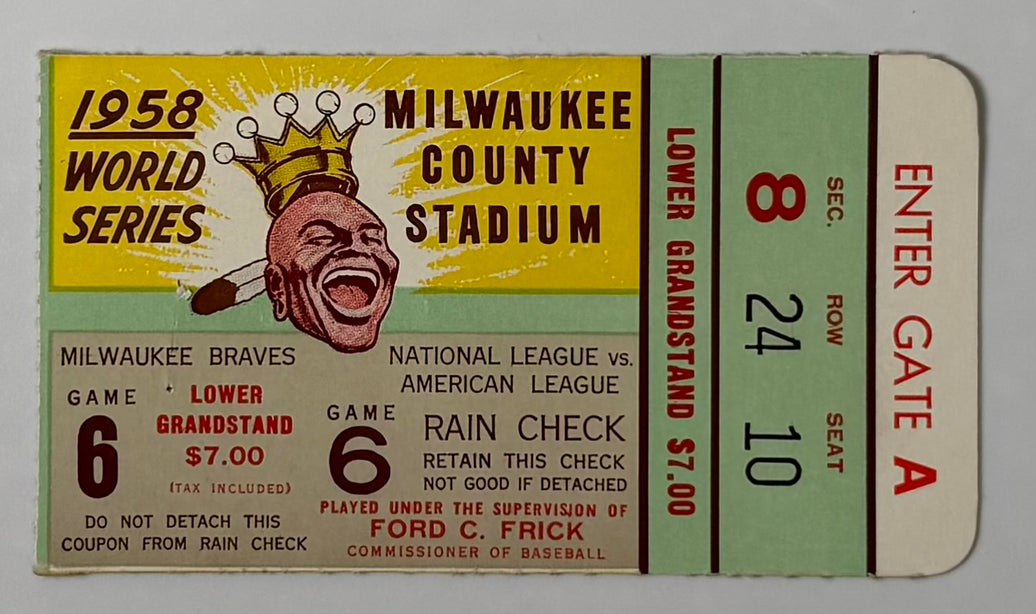 1958
WORLD
SERIES
MILWAUKEE
COUNTY
STADIUM
MILWAUKEE BRAVES
GAME
6
LOWER
GRANDSTAND
$7.00
(TAX INCLUDED)
DO NOT DETACH THIS
COUPON FROM RAIN CHECK
NATIONAL LEAGUE vs.
AMERICAN LEAGUE
GAME
6
RAIN CHECK
RETAIN THIS CHECK
NOT GOOD IF DETACHED
PLAYED UNDER THE SUPERVISION OF
FORD C. FRICK
COMMISSIONER OF BASEBALL
LOWER GRANDSTAND $7.00
SEC. ROW SEAT
8 24 10
ENTER GATE A